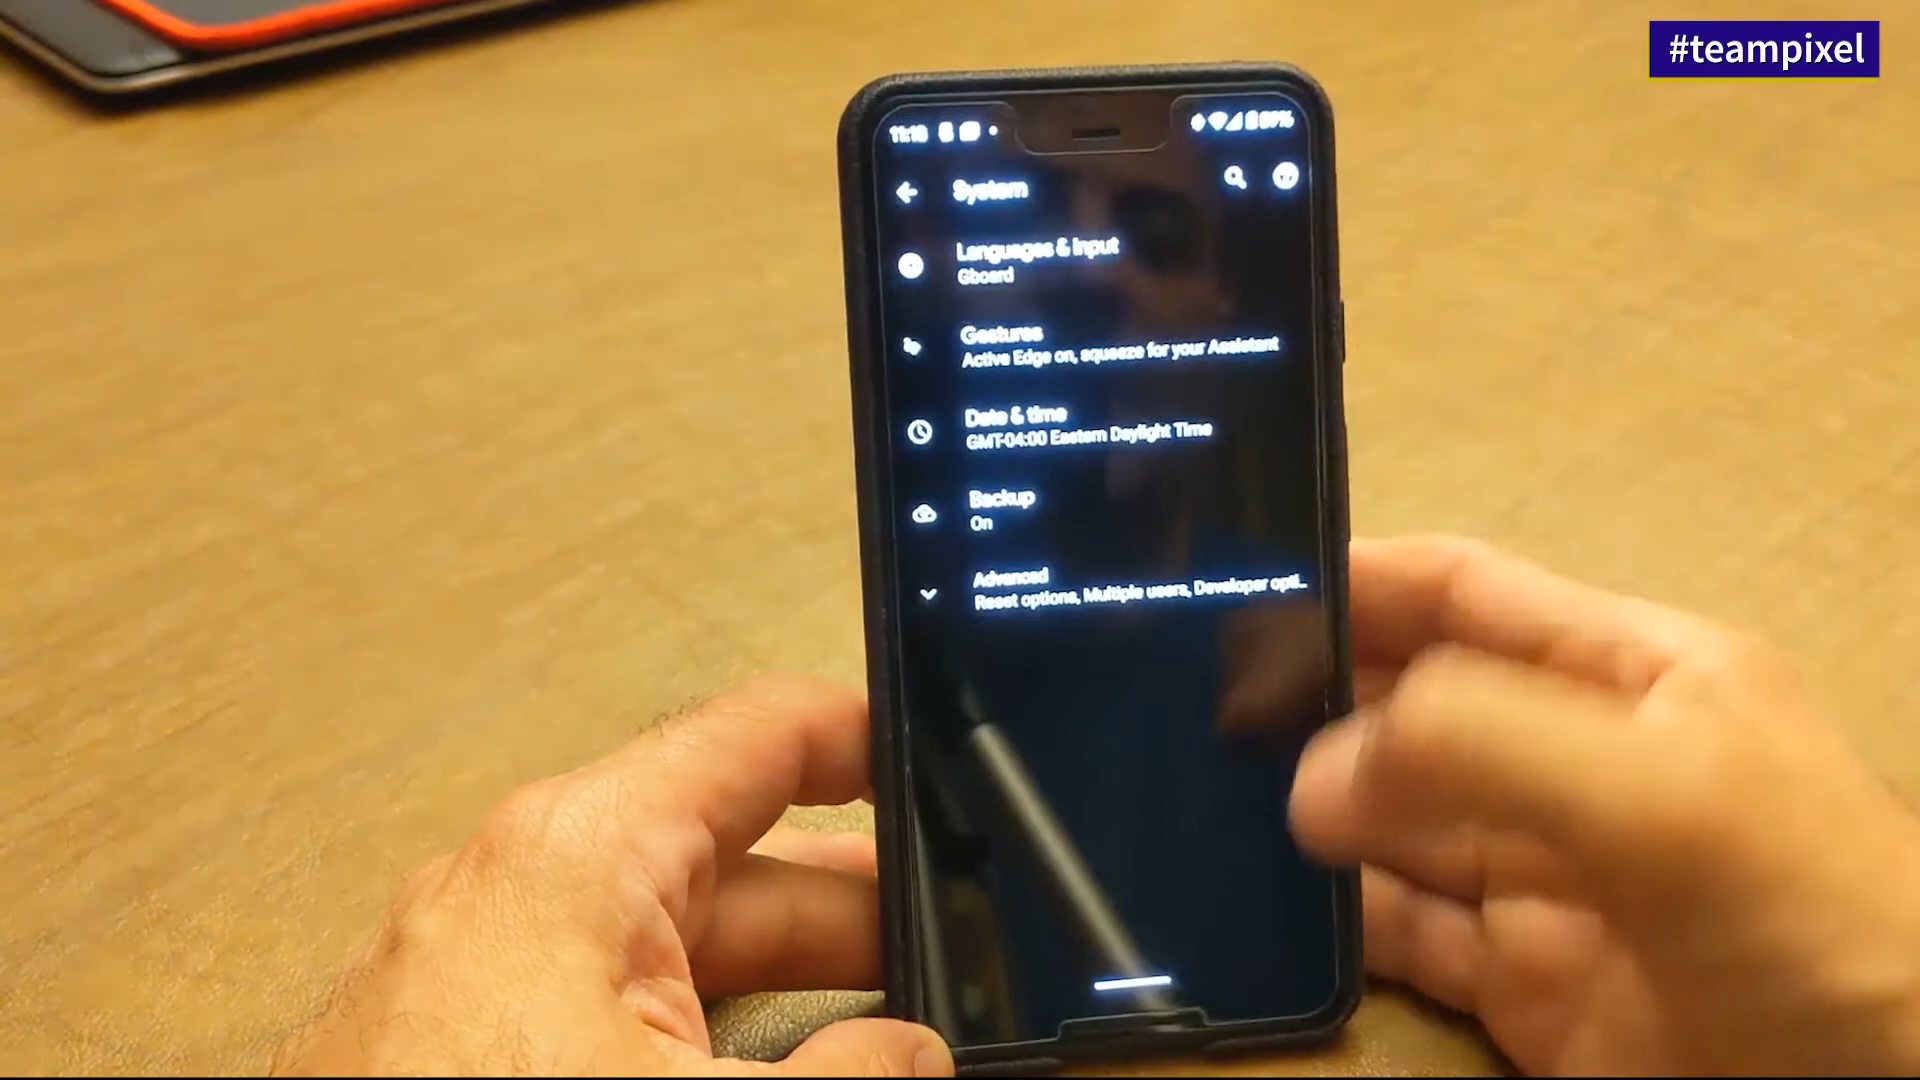 #teampixel
System
Languages & input
Gboard
Gestures
Active Edge on, squeeze for your Assistant
Date & time
GMT-04:00 Eastern Daylight Time
Backup
On
Advanced
Reset options, Multiple users, Developer opti...